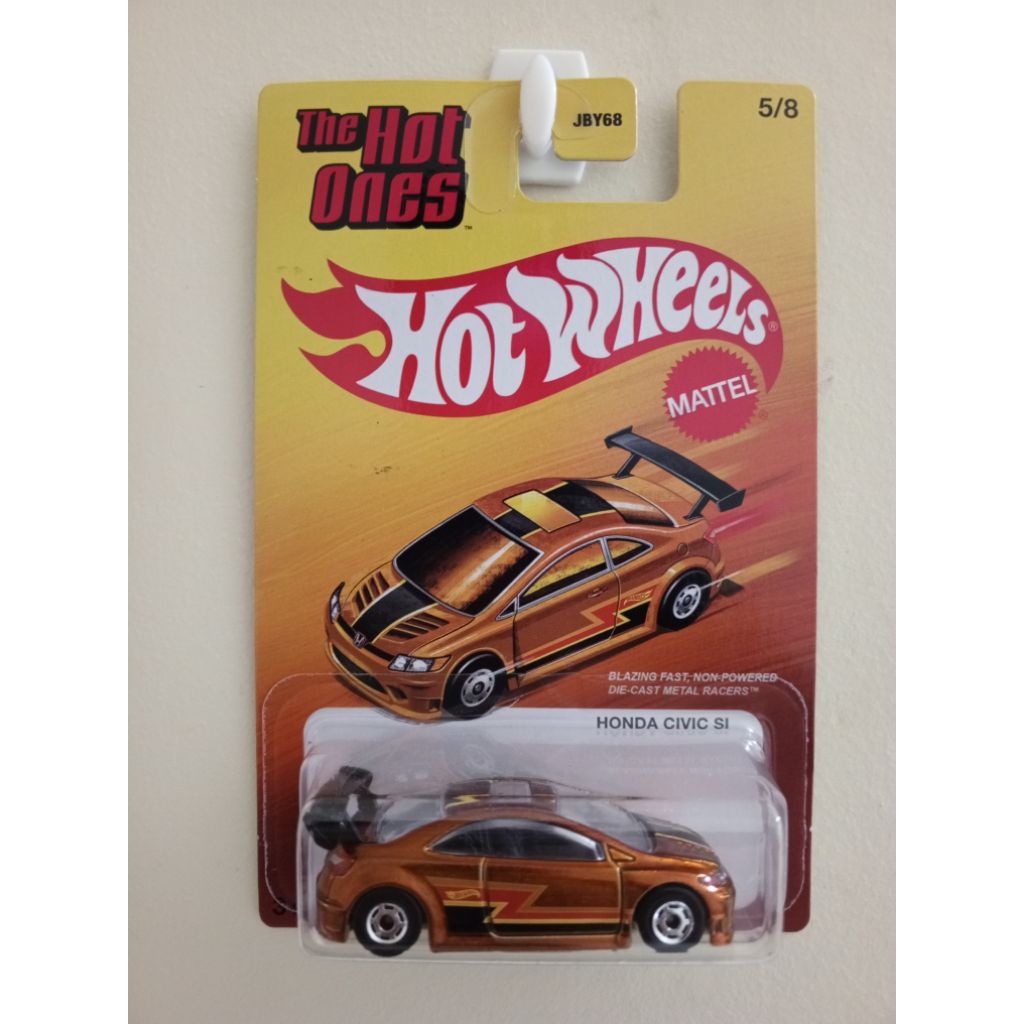 The Hot
Ones™
JBY68
5/8
Hot Wheels®
MATTEL®
BLAZING FAST, NON-POWERED
DIE-CAST METAL RACERS™
HONDA CIVIC SI